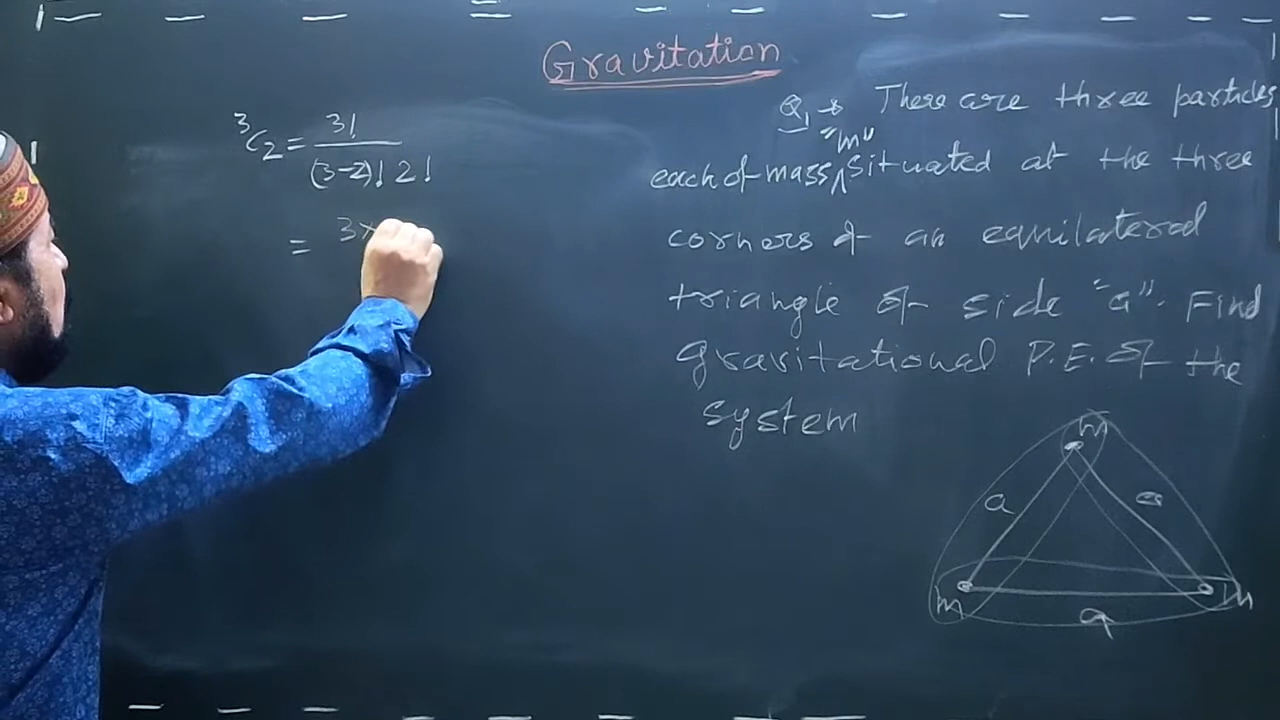 Gravitation
³C₂ = 3! / (3-2)! 2!
= 3×
Q₁ → There are three particles
each of mass "m" situated at the three
corners of an equilateral
triangle of side "a". Find
gravitational P.E. of the
system
m
a a
m m
a